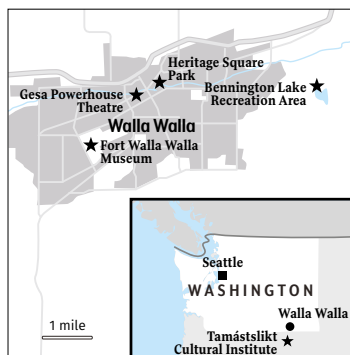 Heritage Square
Park
Gesa Powerhouse
Theatre
Bennington Lake
Recreation Area
Walla Walla
Fort Walla Walla
Museum
1 mile
Seattle
WASHINGTON
Walla Walla
Tamástslikt
Cultural Institute